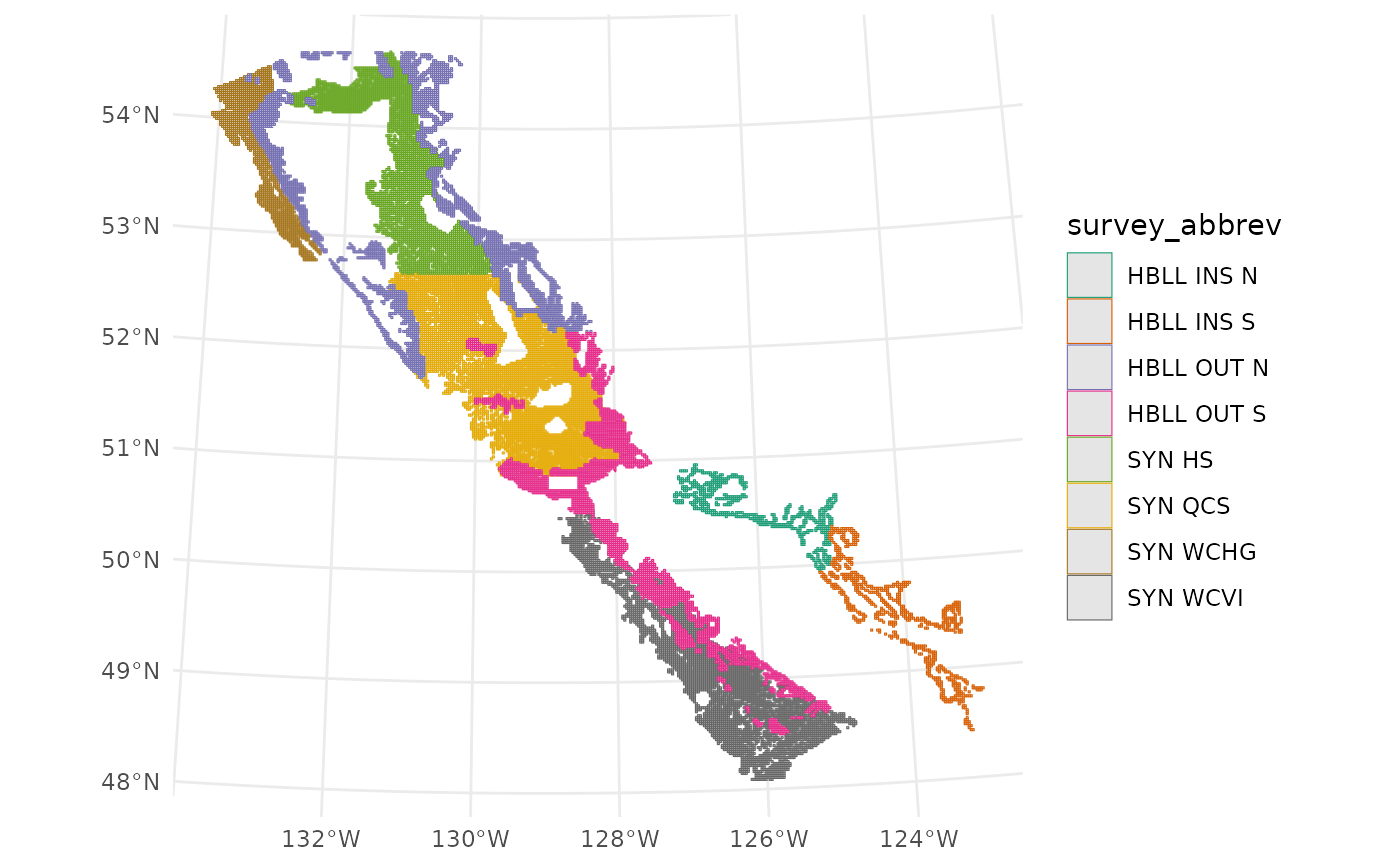 54°N
53°N
52°N
51°N
50°N
49°N
48°N
132°W 130°W 128°W 126°W 124°W
survey_abbrev
HBLL INS N
HBLL INS S
HBLL OUT N
HBLL OUT S
SYN HS
SYN QCS
SYN WCHG
SYN WCVI